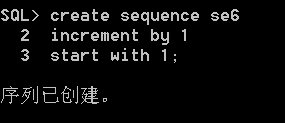 SQL> create sequence se6
  2  increment by 1
  3  start with 1;
序列已创建。